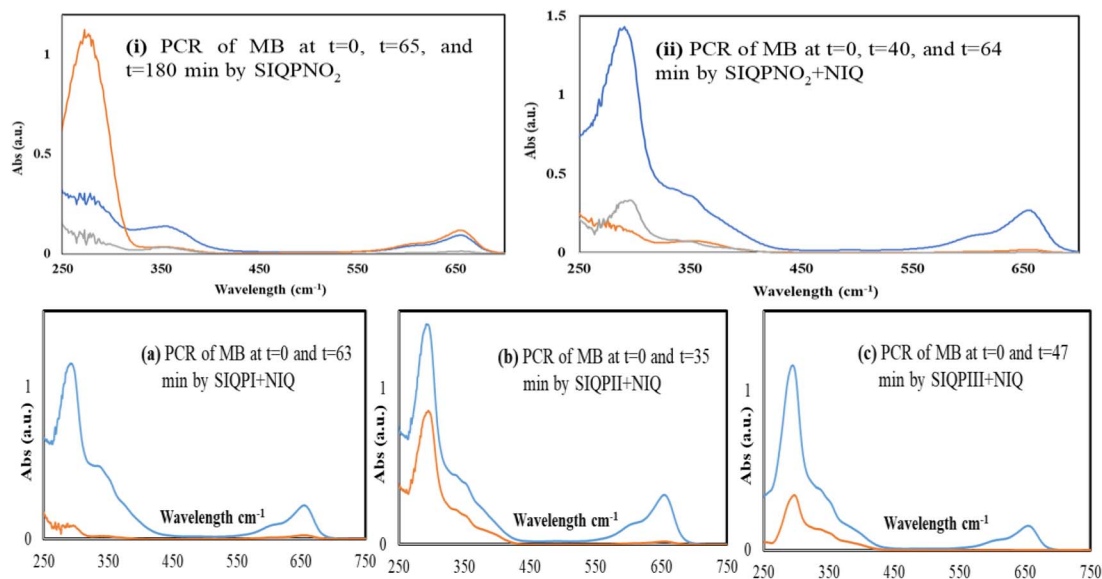 (i) PCR of MB at t=0, t=65, and
t=180 min by SIQPNO₂
1
0.5
0
Abs (a.u.)
250
350
450
550
650
Wavelength (cm⁻¹)
(ii) PCR of MB at t=0, t=40, and t=64
min by SIQPNO₂+NIQ
1.5
1
0.5
0
Abs (a.u.)
250
350
450
550
650
Wavelength (cm⁻¹)
(a) PCR of MB at t=0 and t=63
min by SIQPI+NIQ
1
0
Abs (a.u.)
Wavelength cm⁻¹
250
350
450
550
650
750
(b) PCR of MB at t=0 and t=35
min by SIQPII+NIQ
1
0
Abs (a.u.)
Wavelength cm⁻¹
250
350
450
550
650
750
(c) PCR of MB at t=0 and t=47
min by SIQPIII+NIQ
1
0
Abs (a.u.)
Wavelength cm⁻¹
250
350
450
550
650
750